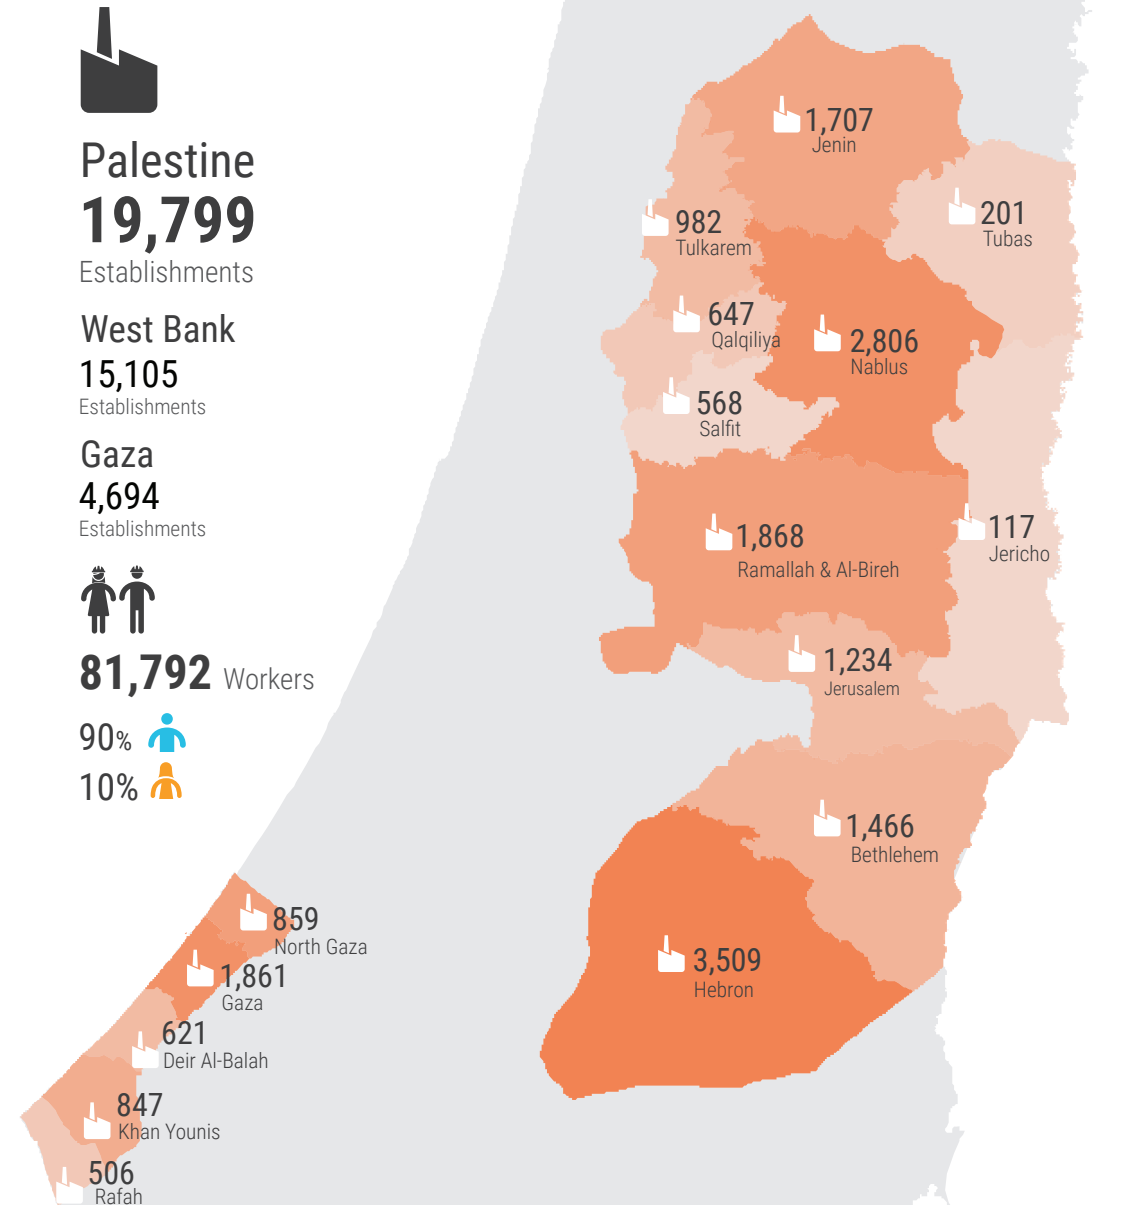 Palestine
19,799
Establishments
West Bank
15,105
Establishments
Gaza
4,694
Establishments
81,792 Workers
90%
10%
1,707
Jenin
201
Tubas
982
Tulkarem
647
Qalqiliya
2,806
Nablus
568
Salfit
1,868
Ramallah & Al-Bireh
117
Jericho
1,234
Jerusalem
1,466
Bethlehem
3,509
Hebron
859
North Gaza
1,861
Gaza
621
Deir Al-Balah
847
Khan Younis
506
Rafah